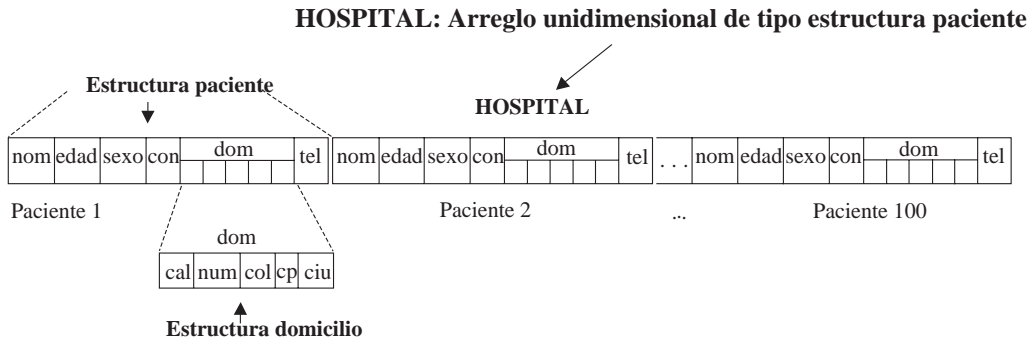 HOSPITAL: Arreglo unidimensional de tipo estructura paciente
Estructura paciente
HOSPITAL
nom edad sexo con dom tel nom edad sexo con dom tel . . . nom edad sexo con dom tel
Paciente 1 Paciente 2 ... Paciente 100
dom
cal num col cp ciu
Estructura domicilio